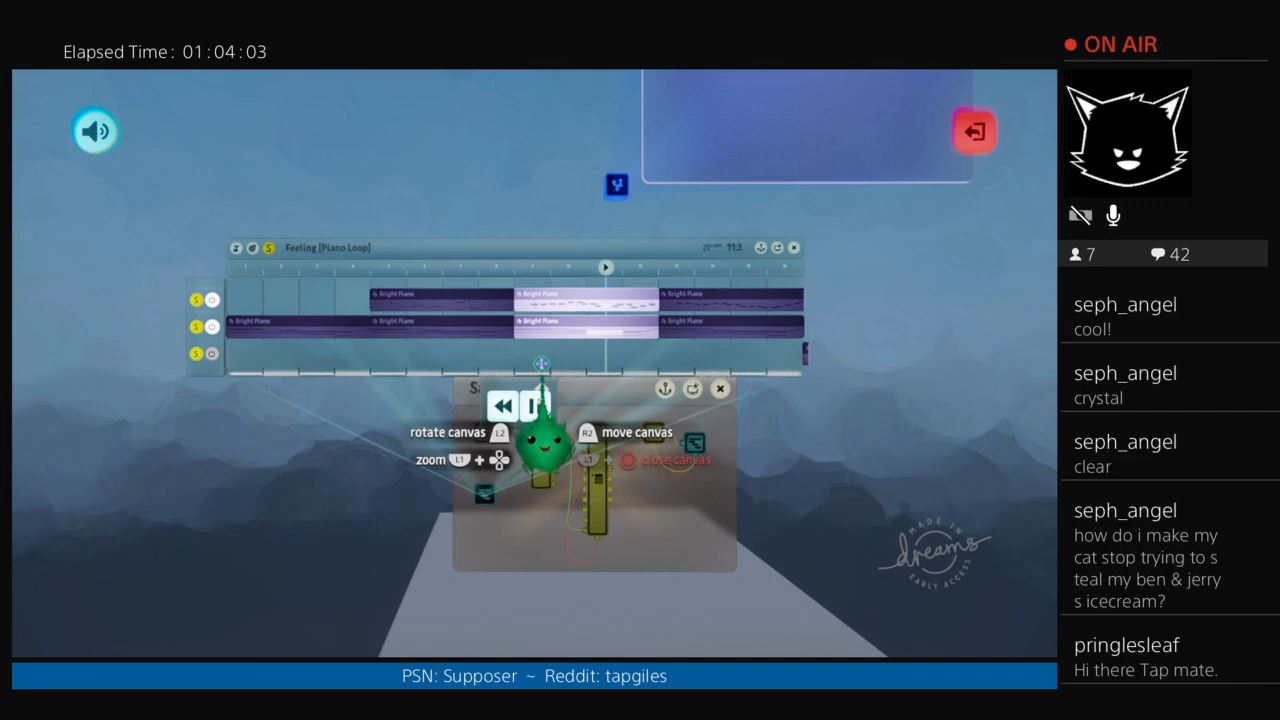 Elapsed Time: 01:04:03
ON AIR
7 42
seph_angel
cool!
seph_angel
crystal
seph_angel
clear
seph_angel
how do i make my
cat stop trying to s
teal my ben & jerry
s icecream?
pringlesleaf
Hi there Tap mate.
S Feeling [Piano Loop] 11:3
S Bright Piano Bright Piano Bright Piano
S Bright Piano Bright Piano Bright Piano Bright Piano
S
rotate canvas L2 R2 move canvas
zoom L1 + L1 + close canvas
MADE IN
dreams
EARLY ACCESS
PSN: Supposer ~ Reddit: tapgiles